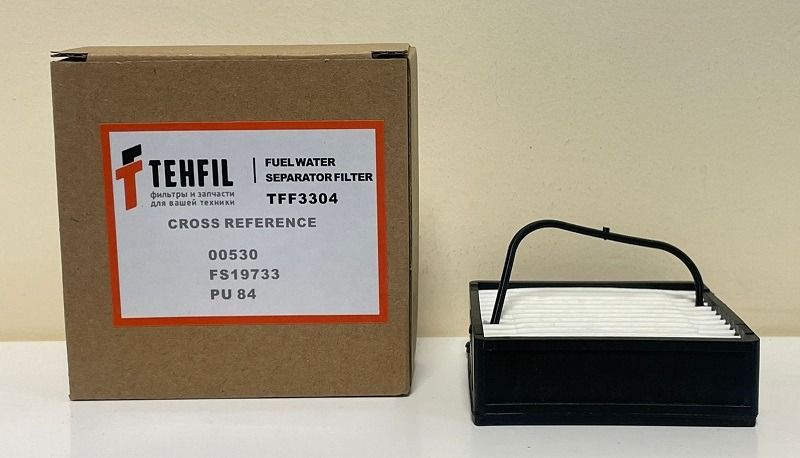 TEHFIL
фильтры и запчасти
для вашей техники
FUEL WATER
SEPARATOR FILTER
TFF3304
CROSS REFERENCE
00530
FS19733
PU 84